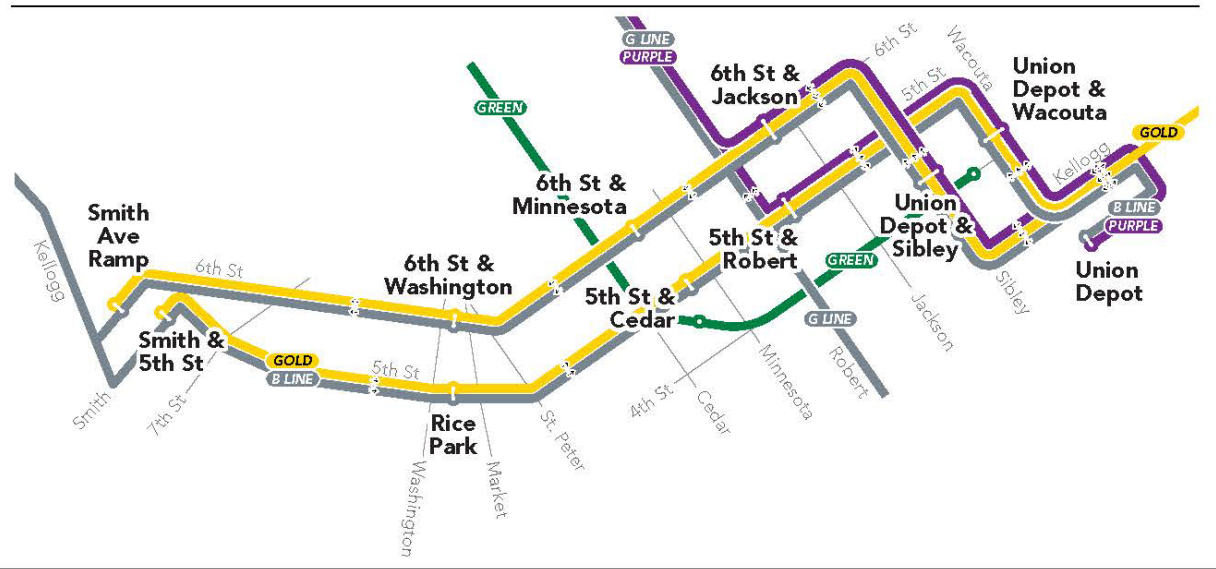 G LINE
PURPLE
6th St
Wacouta
Union
Depot &
Wacouta
6th St &
Jackson
5th St
GREEN
GOLD
Kellogg
6th St &
Minnesota
Smith
Ave
Ramp
Union
Depot &
Sibley
B LINE
PURPLE
Kellogg
6th St
6th St &
Washington
5th St &
Robert
GREEN
Union
Depot
Sibley
5th St &
Cedar
Jackson
G LINE
Smith &
5th St
GOLD
B LINE
5th St
Minnesota
Robert
Smith
7th St
4th St
Cedar
Rice
Park
St. Peter
Market
Washington